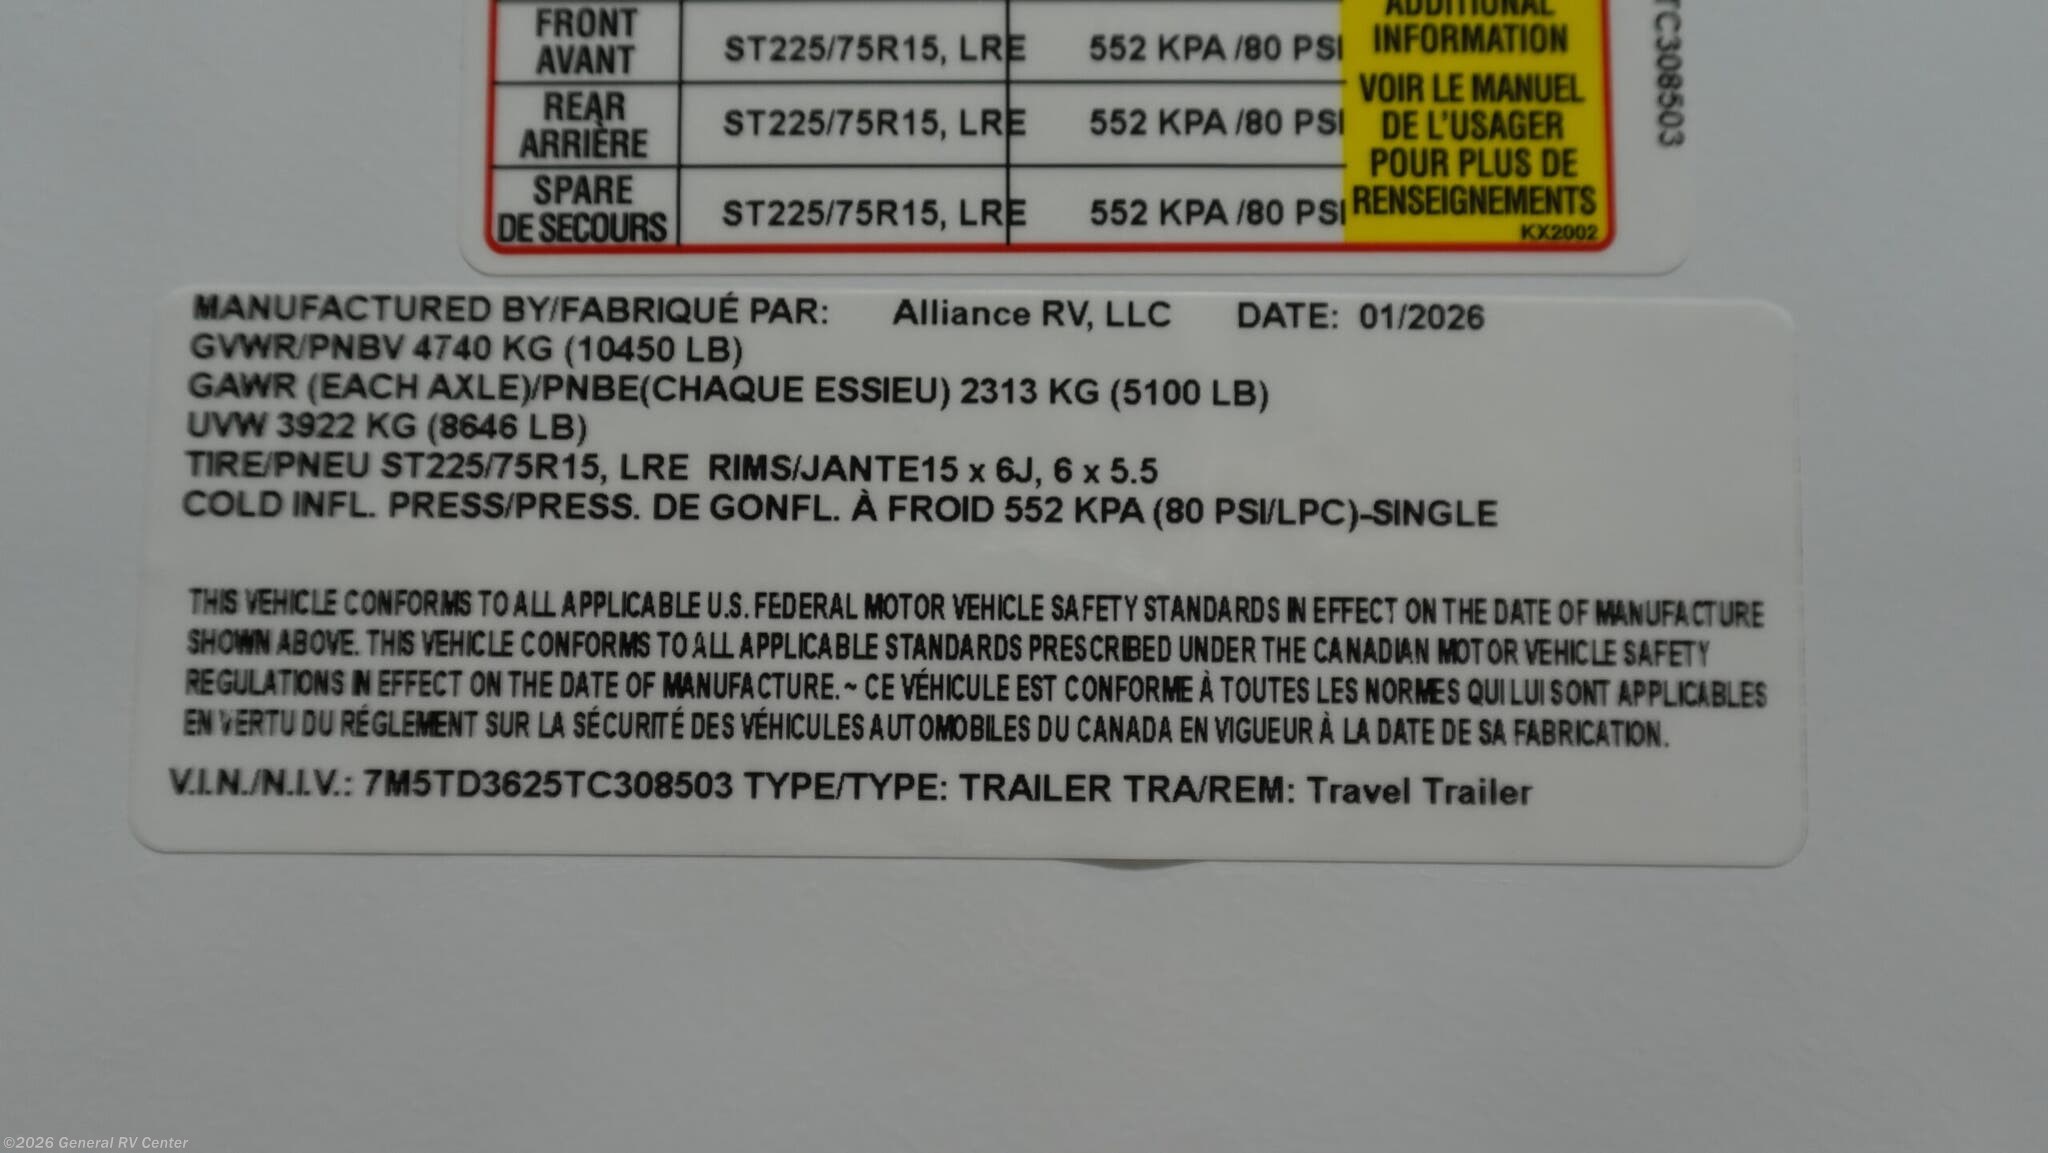 ADDITIONAL
INFORMATION
FRONT
AVANT
ST225/75R15, LRE
552 KPA /80 PSI
REAR
ARRIÈRE
ST225/75R15, LRE
552 KPA /80 PSI
SPARE
DE SECOURS
ST225/75R15, LRE
552 KPA /80 PSI
VOIR LE MANUEL
DE L'USAGER
POUR PLUS DE
RENSEIGNEMENTS
KX2002
TC308503
MANUFACTURED BY/FABRIQUÉ PAR: Alliance RV, LLC DATE: 01/2026
GVWR/PNBV 4740 KG (10450 LB)
GAWR (EACH AXLE)/PNBE(CHAQUE ESSIEU) 2313 KG (5100 LB)
UVW 3922 KG (8646 LB)
TIRE/PNEU ST225/75R15, LRE RIMS/JANTE15 x 6J, 6 x 5.5
COLD INFL. PRESS/PRESS. DE GONFL. À FROID 552 KPA (80 PSI/LPC)-SINGLE
THIS VEHICLE CONFORMS TO ALL APPLICABLE U.S. FEDERAL MOTOR VEHICLE SAFETY STANDARDS IN EFFECT ON THE DATE OF MANUFACTURE
SHOWN ABOVE. THIS VEHICLE CONFORMS TO ALL APPLICABLE STANDARDS PRESCRIBED UNDER THE CANADIAN MOTOR VEHICLE SAFETY
REGULATIONS IN EFFECT ON THE DATE OF MANUFACTURE. ~ CE VÉHICULE EST CONFORME À TOUTES LES NORMES QUI LUI SONT APPLICABLES
EN VERTU DU RÉGLEMENT SUR LA SÉCURITÉ DES VÉHICULES AUTOMOBILES DU CANADA EN VIGUEUR À LA DATE DE SA FABRICATION.
V.I.N./N.I.V.: 7M5TD3625TC308503 TYPE/TYPE: TRAILER TRA/REM: Travel Trailer
©2026 General RV Center